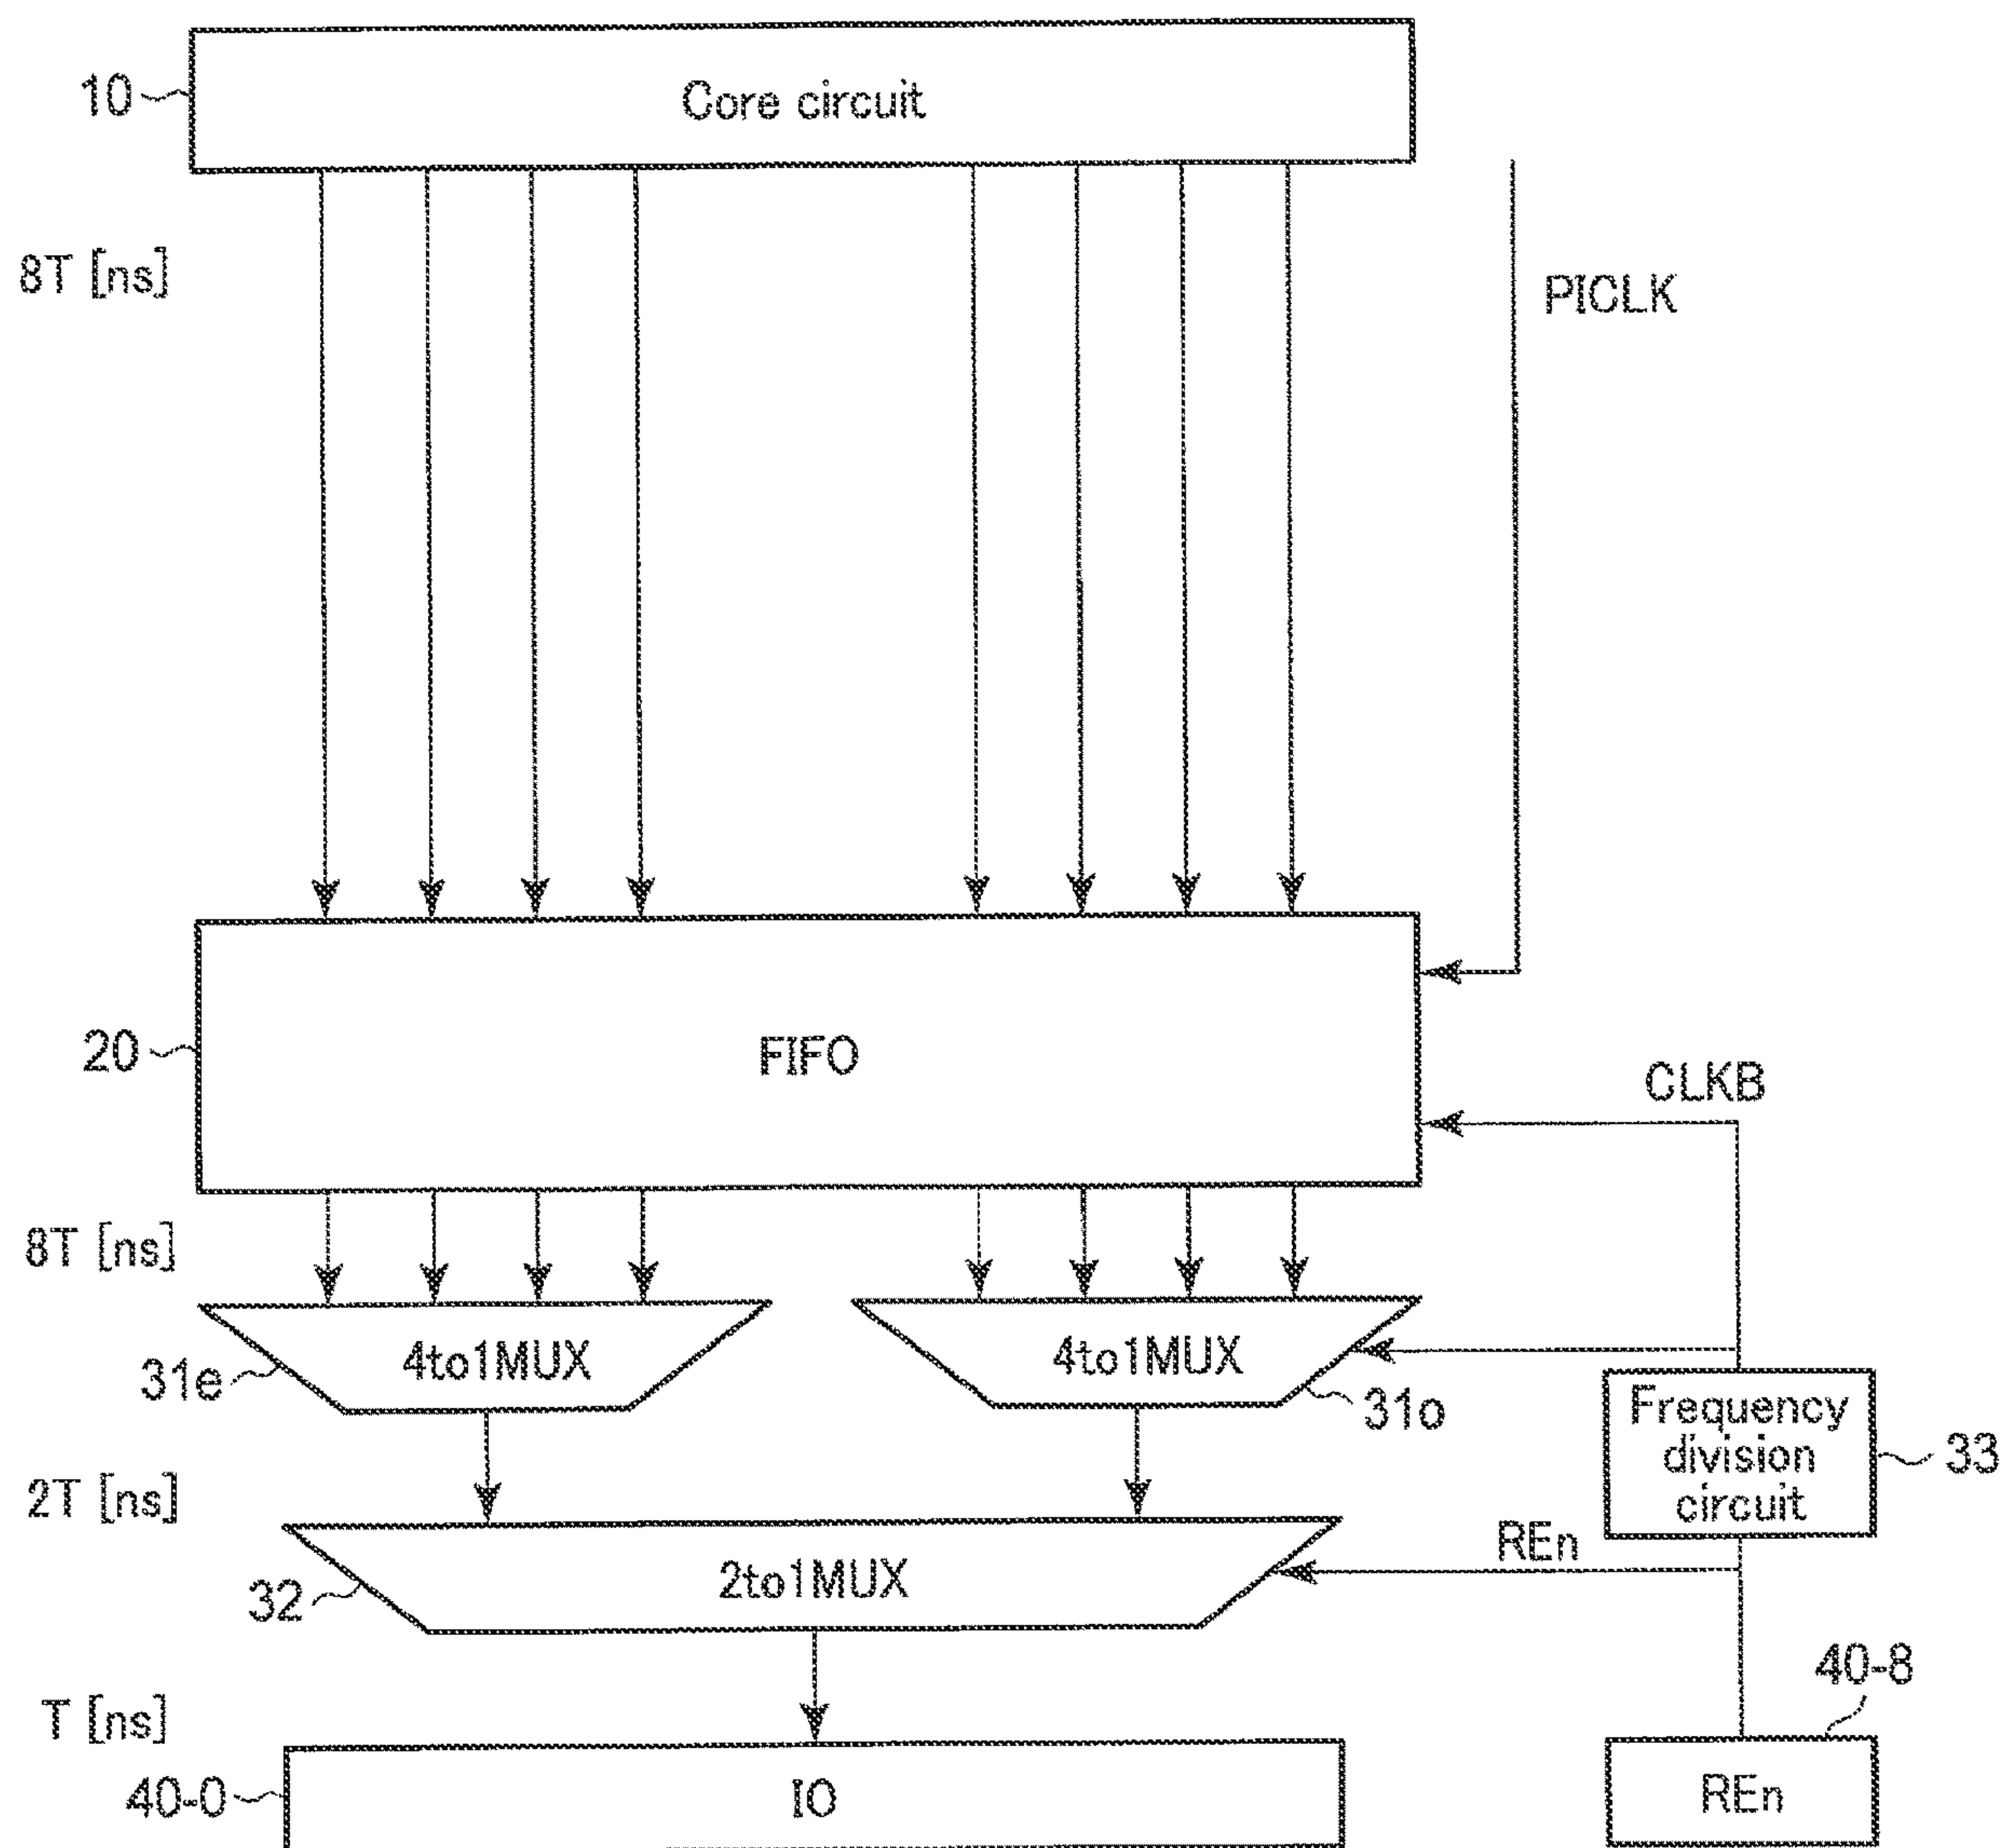 10
Core circuit
8T [ns]
PICLK
20
FIFO
CLKB
8T [ns]
31e
4to1MUX
4to1MUX
31o
Frequency
division
circuit
33
2T [ns]
REn
32
2to1MUX
40-8
T [ns]
40-0
IO
REn